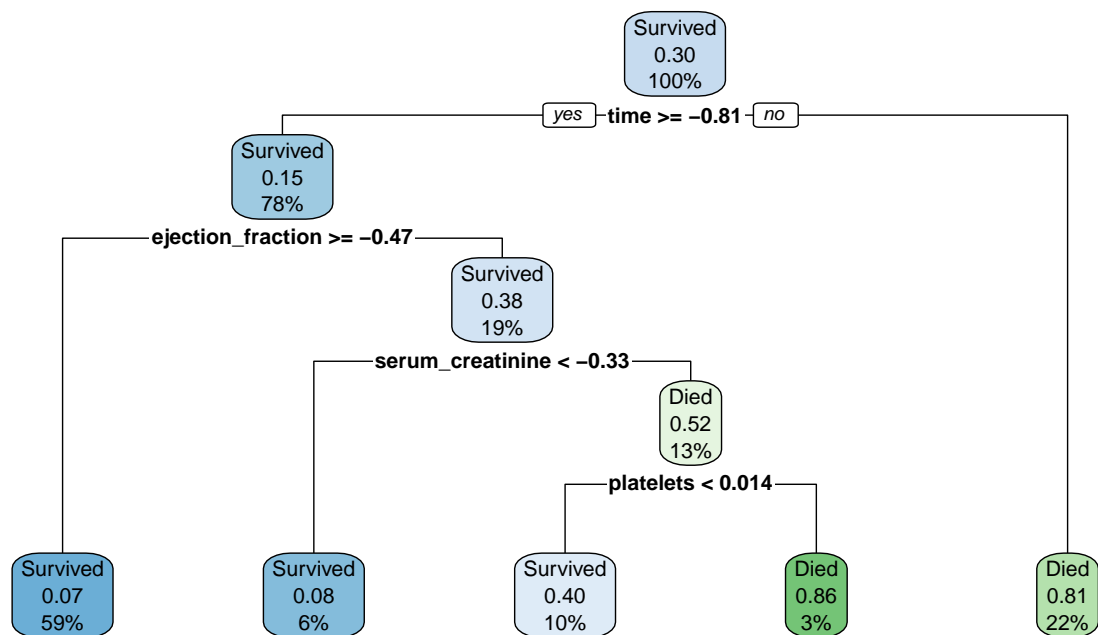 Survived
0.30
100%
yes time >= −0.81 no
Survived
0.15
78%
ejection_fraction >= −0.47
Survived
0.38
19%
serum_creatinine < −0.33
Died
0.52
13%
platelets < 0.014
Survived
0.07
59%
Survived
0.08
6%
Survived
0.40
10%
Died
0.86
3%
Died
0.81
22%